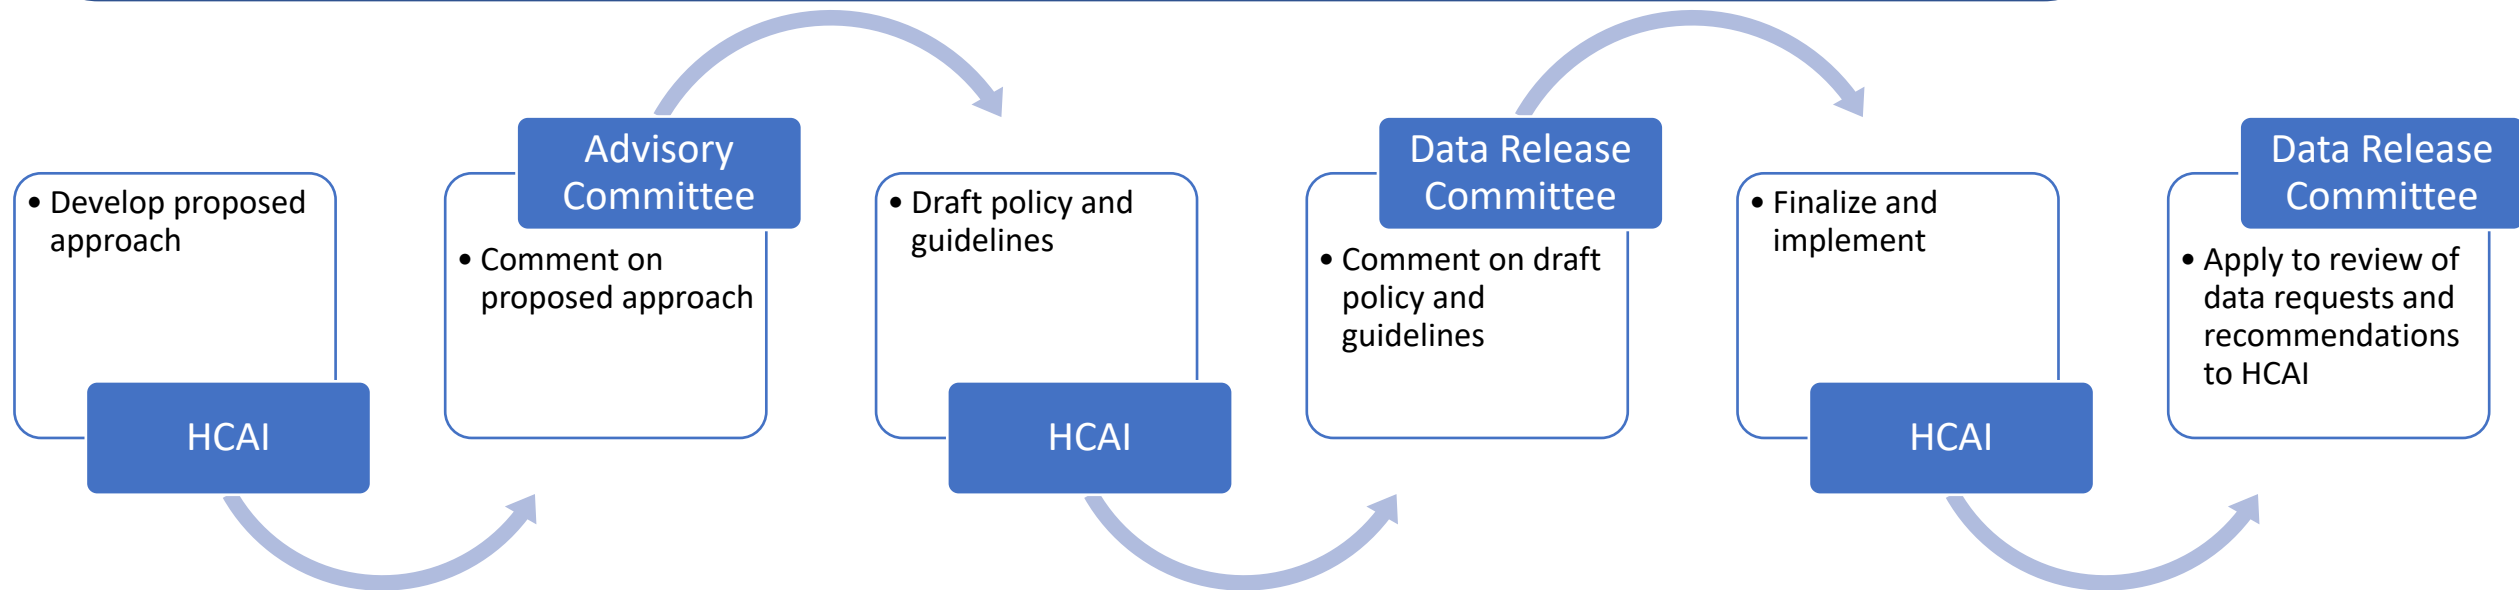 • Develop proposed
approach
HCAI
Advisory
Committee
• Comment on
proposed approach
• Draft policy and
guidelines
HCAI
Data Release
Committee
• Comment on draft
policy and
guidelines
• Finalize and
implement
HCAI
Data Release
Committee
• Apply to review of
data requests and
recommendations
to HCAI